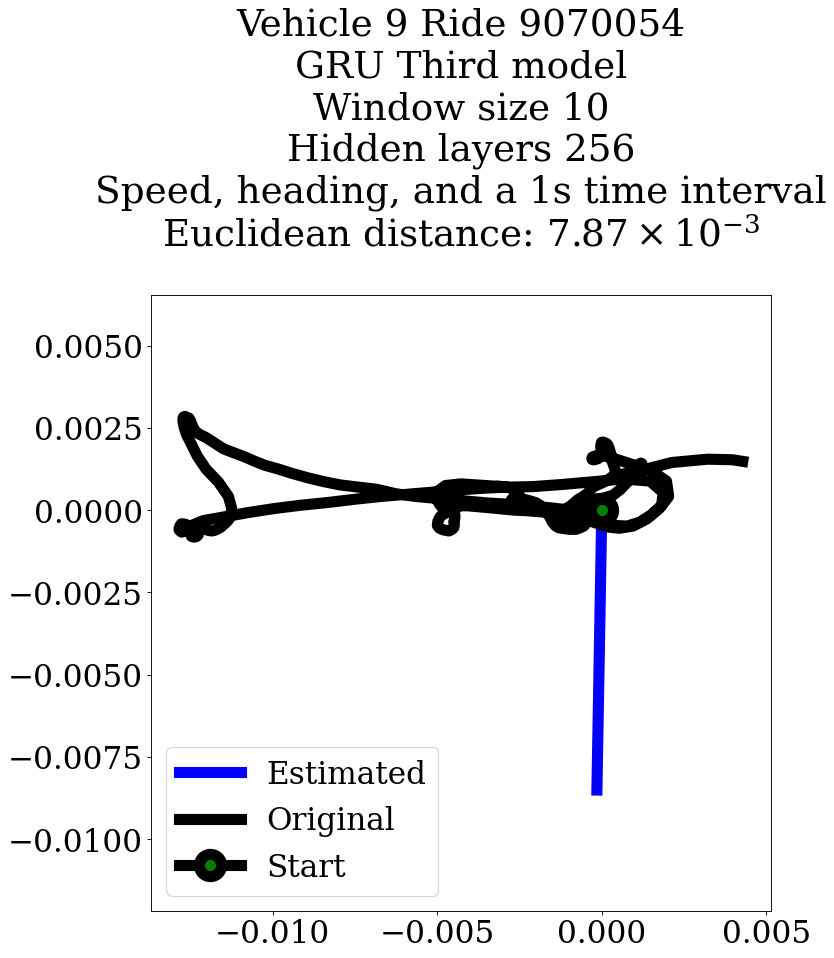 Vehicle 9 Ride 9070054
GRU Third model
Window size 10
Hidden layers 256
Speed, heading, and a 1s time interval
Euclidean distance: 7.87 × 10⁻³
0.0050
0.0025
0.0000
−0.0025
−0.0050
−0.0075
−0.0100
Estimated
Original
Start
−0.010
−0.005
0.000
0.005